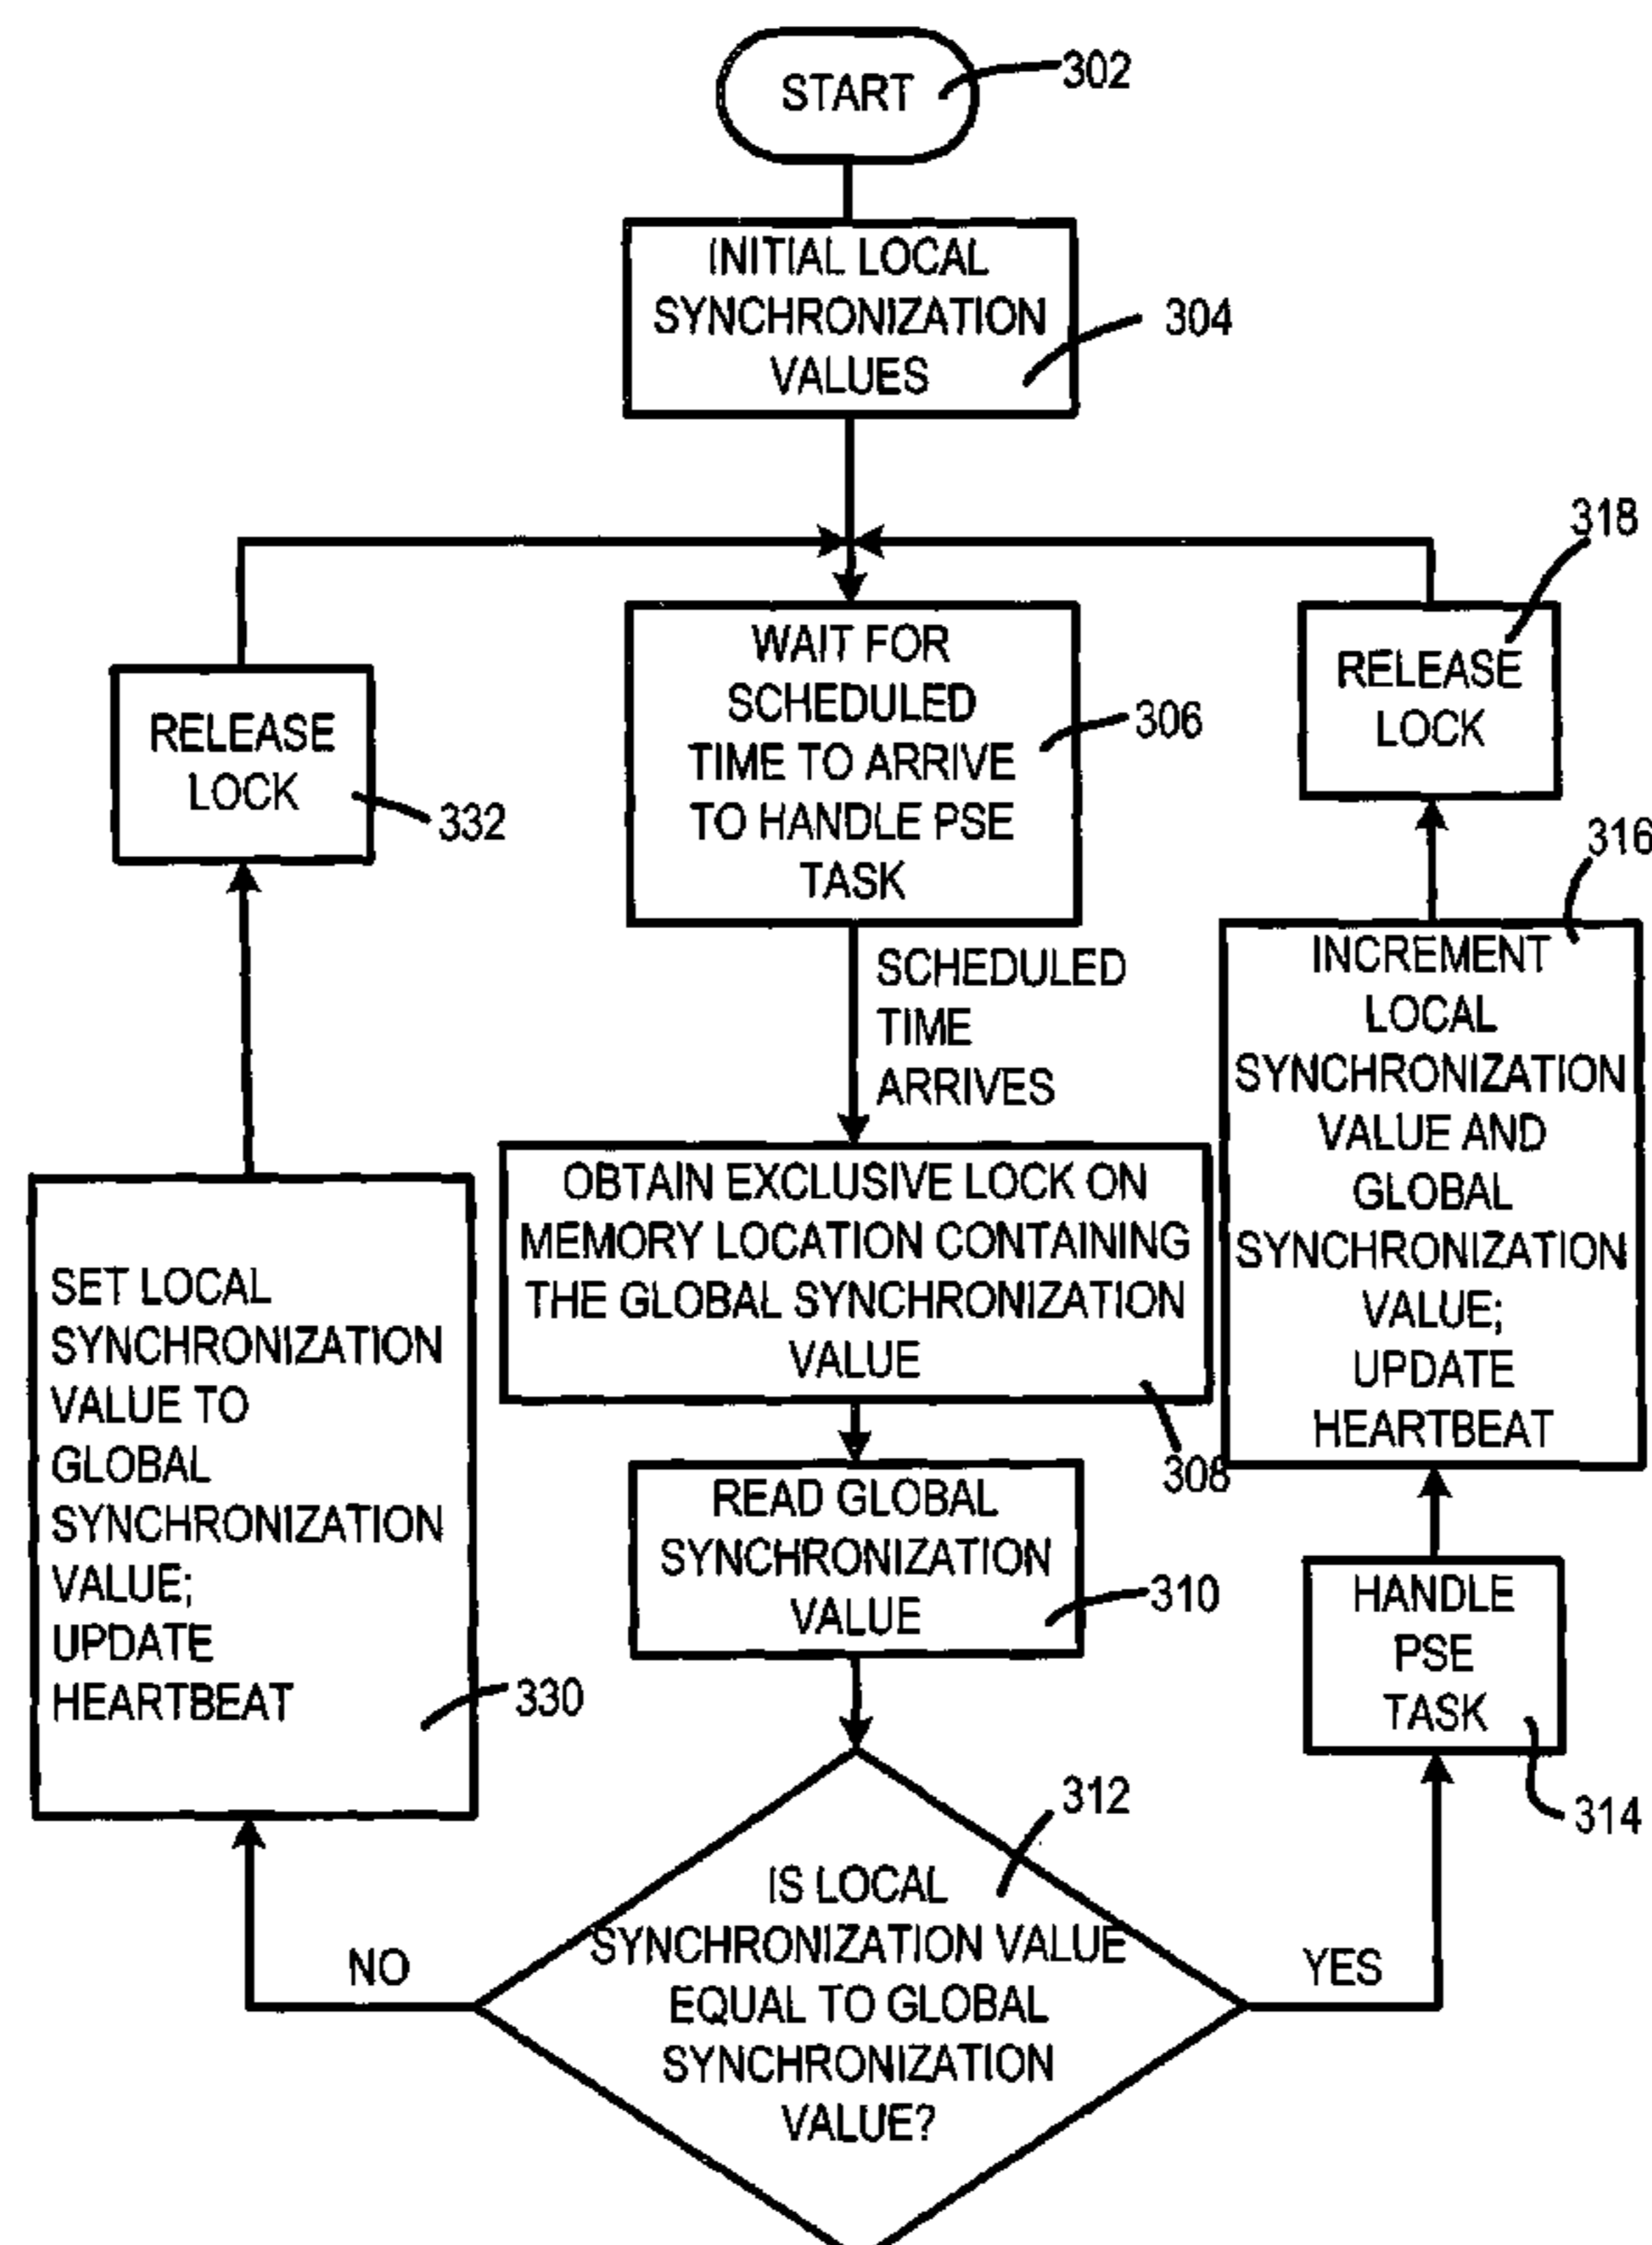 START
302
INITIAL LOCAL
SYNCHRONIZATION
VALUES
304
WAIT FOR
SCHEDULED
TIME TO ARRIVE
TO HANDLE PSE
TASK
306
SCHEDULED
TIME
ARRIVES
OBTAIN EXCLUSIVE LOCK ON
MEMORY LOCATION CONTAINING
THE GLOBAL SYNCHRONIZATION
VALUE
308
READ GLOBAL
SYNCHRONIZATION
VALUE
310
IS LOCAL
SYNCHRONIZATION VALUE
EQUAL TO GLOBAL
SYNCHRONIZATION
VALUE?
312
NO
SET LOCAL
SYNCHRONIZATION
VALUE TO
GLOBAL
SYNCHRONIZATION
VALUE;
UPDATE
HEARTBEAT
330
RELEASE
LOCK
332
YES
HANDLE
PSE
TASK
314
INCREMENT
LOCAL
SYNCHRONIZATION
VALUE AND
GLOBAL
SYNCHRONIZATION
VALUE;
UPDATE
HEARTBEAT
316
RELEASE
LOCK
318